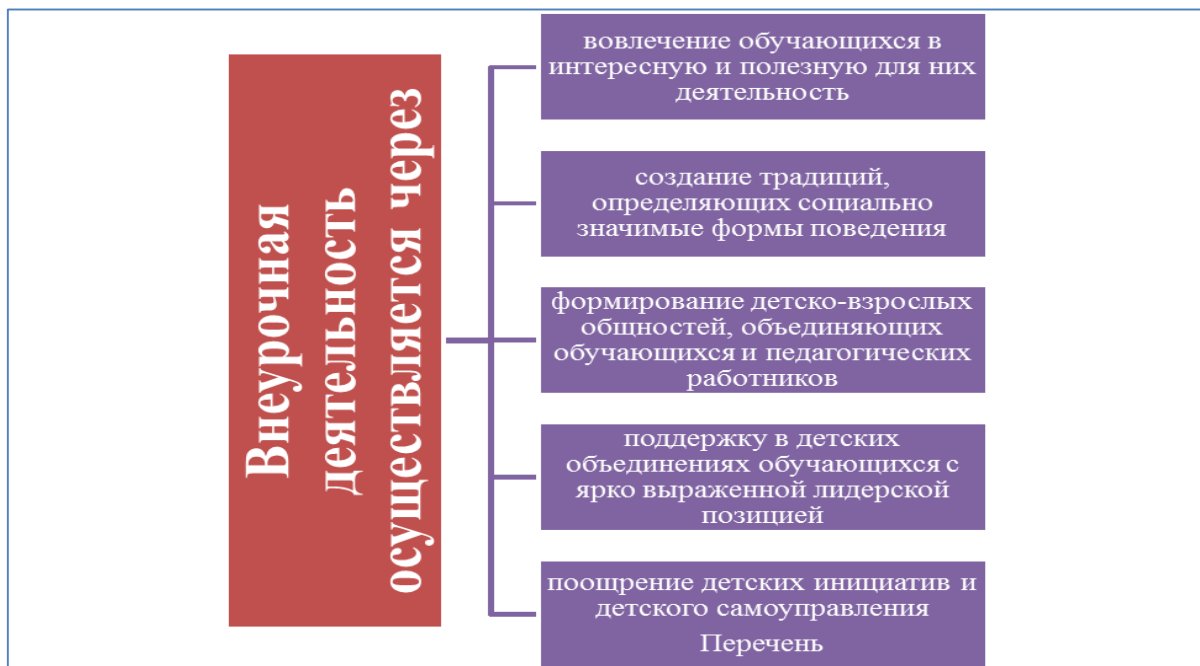 Внеурочная
деятельность
осуществляется через
вовлечение обучающихся в
интересную и полезную для них
деятельность
создание традиций,
определяющих социально
значимые формы поведения
формирование детско-взрослых
общностей, объединяющих
обучающихся и педагогических
работников
поддержку в детских
объединениях обучающихся с
ярко выраженной лидерской
позицией
поощрение детских инициатив и
детского самоуправления
Перечень